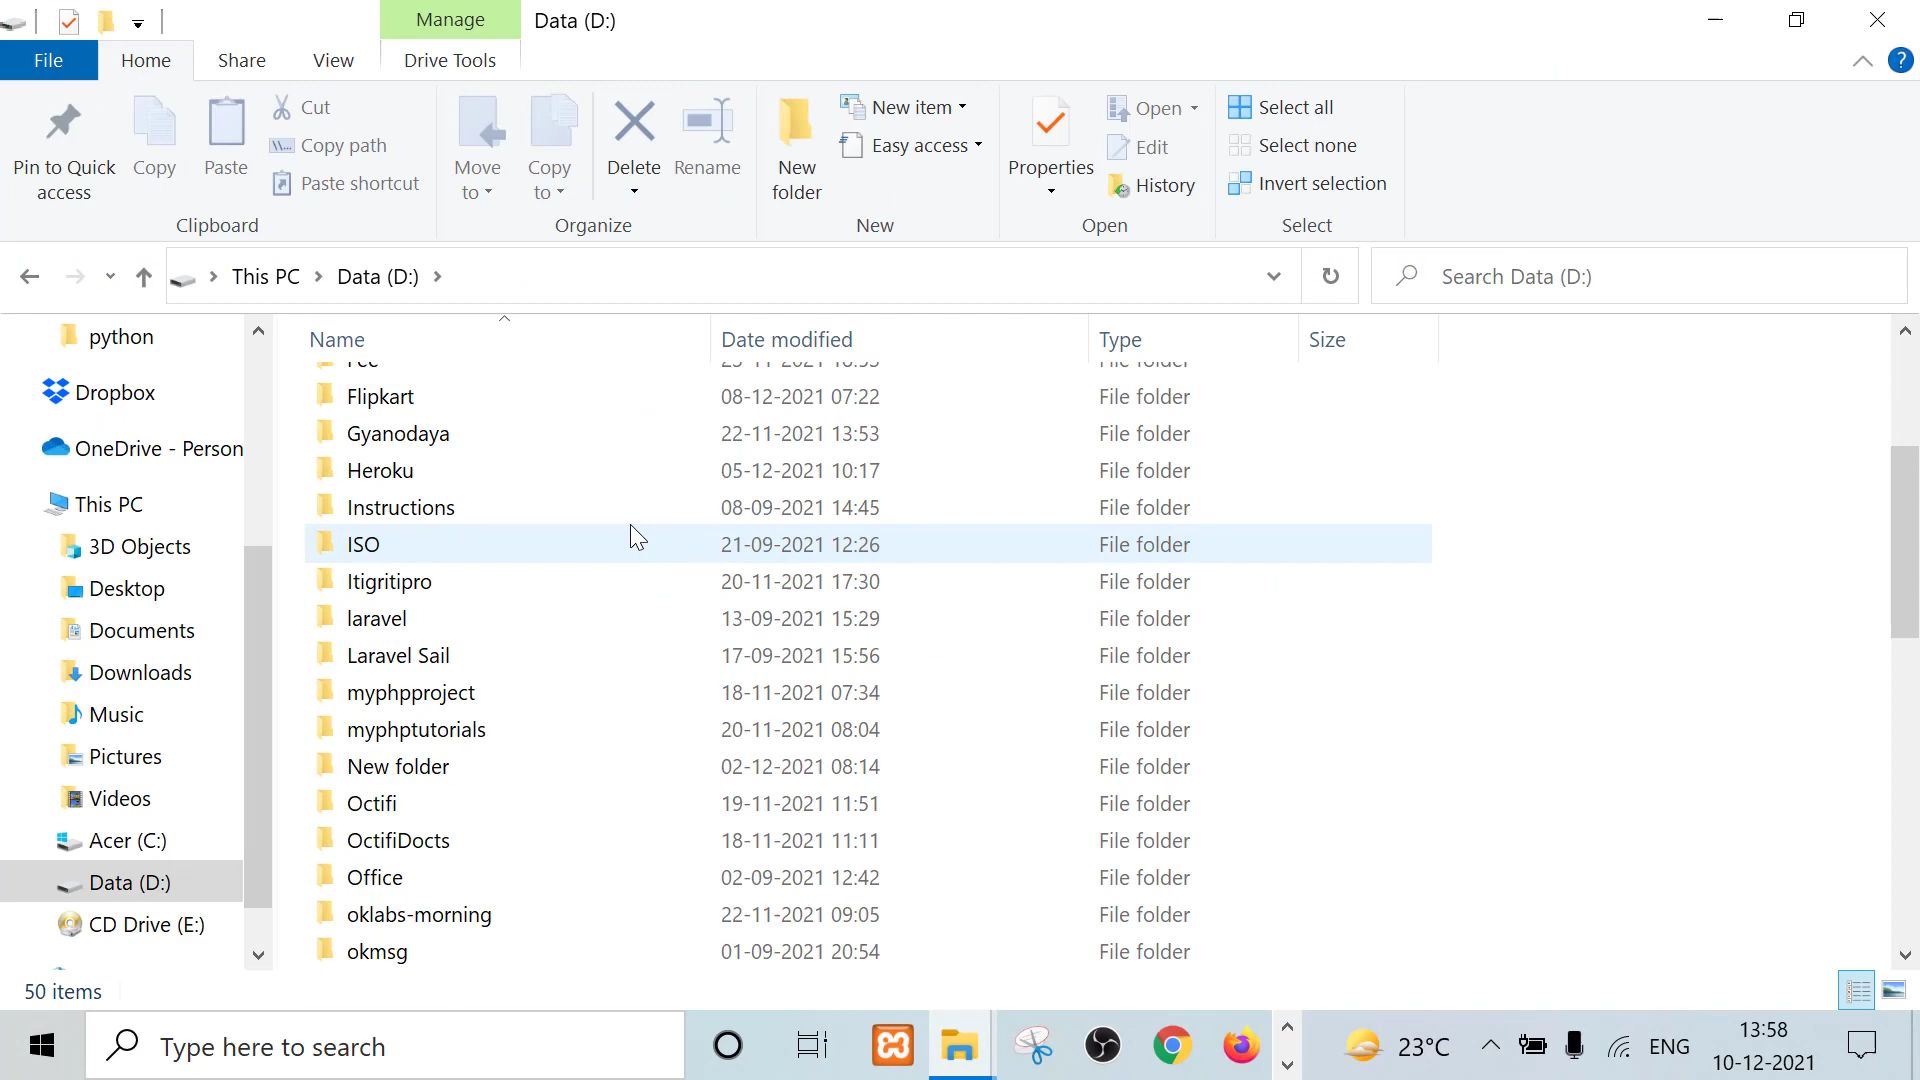 Manage
Data (D:)
File
Home
Share
View
Drive Tools
Pin to Quick access
Copy
Paste
Cut
Copy path
Paste shortcut
Clipboard
Move to
Copy to
Delete
Rename
Organize
New folder
New item
Easy access
New
Properties
Open
Edit
History
Open
Select all
Select none
Invert selection
Select
This PC
Data (D:)
Search Data (D:)
python
Dropbox
OneDrive - Person
This PC
3D Objects
Desktop
Documents
Downloads
Music
Pictures
Videos
Acer (C:)
Data (D:)
CD Drive (E:)
Name Date modified Type Size
Flipkart 08-12-2021 07:22 File folder
Gyanodaya 22-11-2021 13:53 File folder
Heroku 05-12-2021 10:17 File folder
Instructions 08-09-2021 14:45 File folder
ISO 21-09-2021 12:26 File folder
Itigritipro 20-11-2021 17:30 File folder
laravel 13-09-2021 15:29 File folder
Laravel Sail 17-09-2021 15:56 File folder
myphpproject 18-11-2021 07:34 File folder
myphptutorials 20-11-2021 08:04 File folder
New folder 02-12-2021 08:14 File folder
Octifi 19-11-2021 11:51 File folder
OctifiDocts 18-11-2021 11:11 File folder
Office 02-09-2021 12:42 File folder
oklabs-morning 22-11-2021 09:05 File folder
okmsg 01-09-2021 20:54 File folder
50 items
Type here to search
23°C
ENG
13:58
10-12-2021